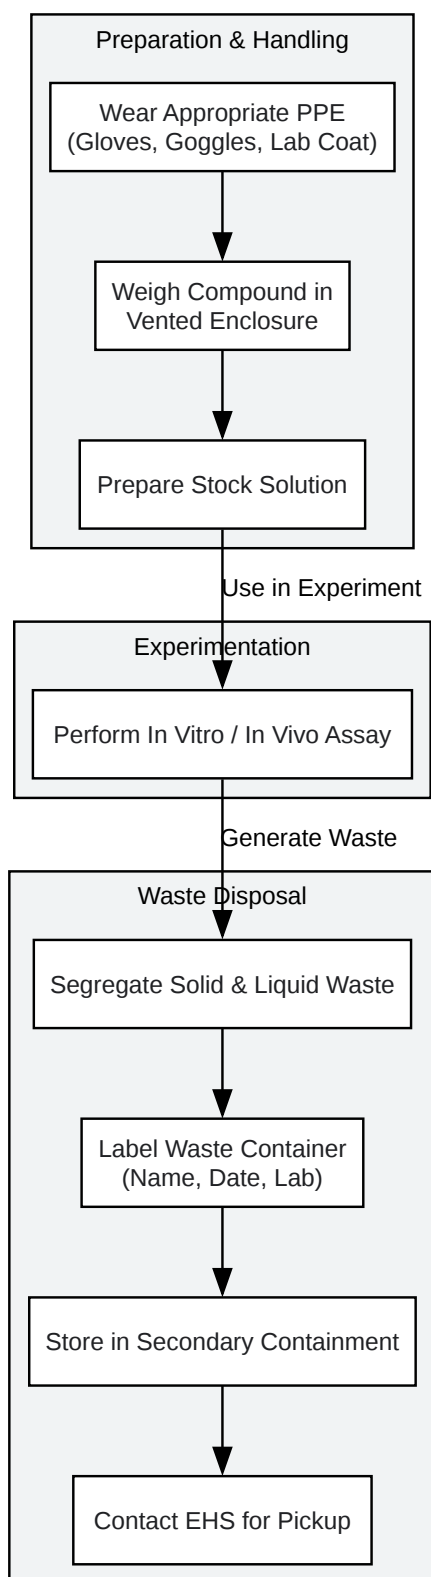 Preparation & Handling
Wear Appropriate PPE
(Gloves, Goggles, Lab Coat)
Weigh Compound in
Vented Enclosure
Prepare Stock Solution
Use in Experiment
Experimentation
Perform In Vitro / In Vivo Assay
Generate Waste
Waste Disposal
Segregate Solid & Liquid Waste
Label Waste Container
(Name, Date, Lab)
Store in Secondary Containment
Contact EHS for Pickup